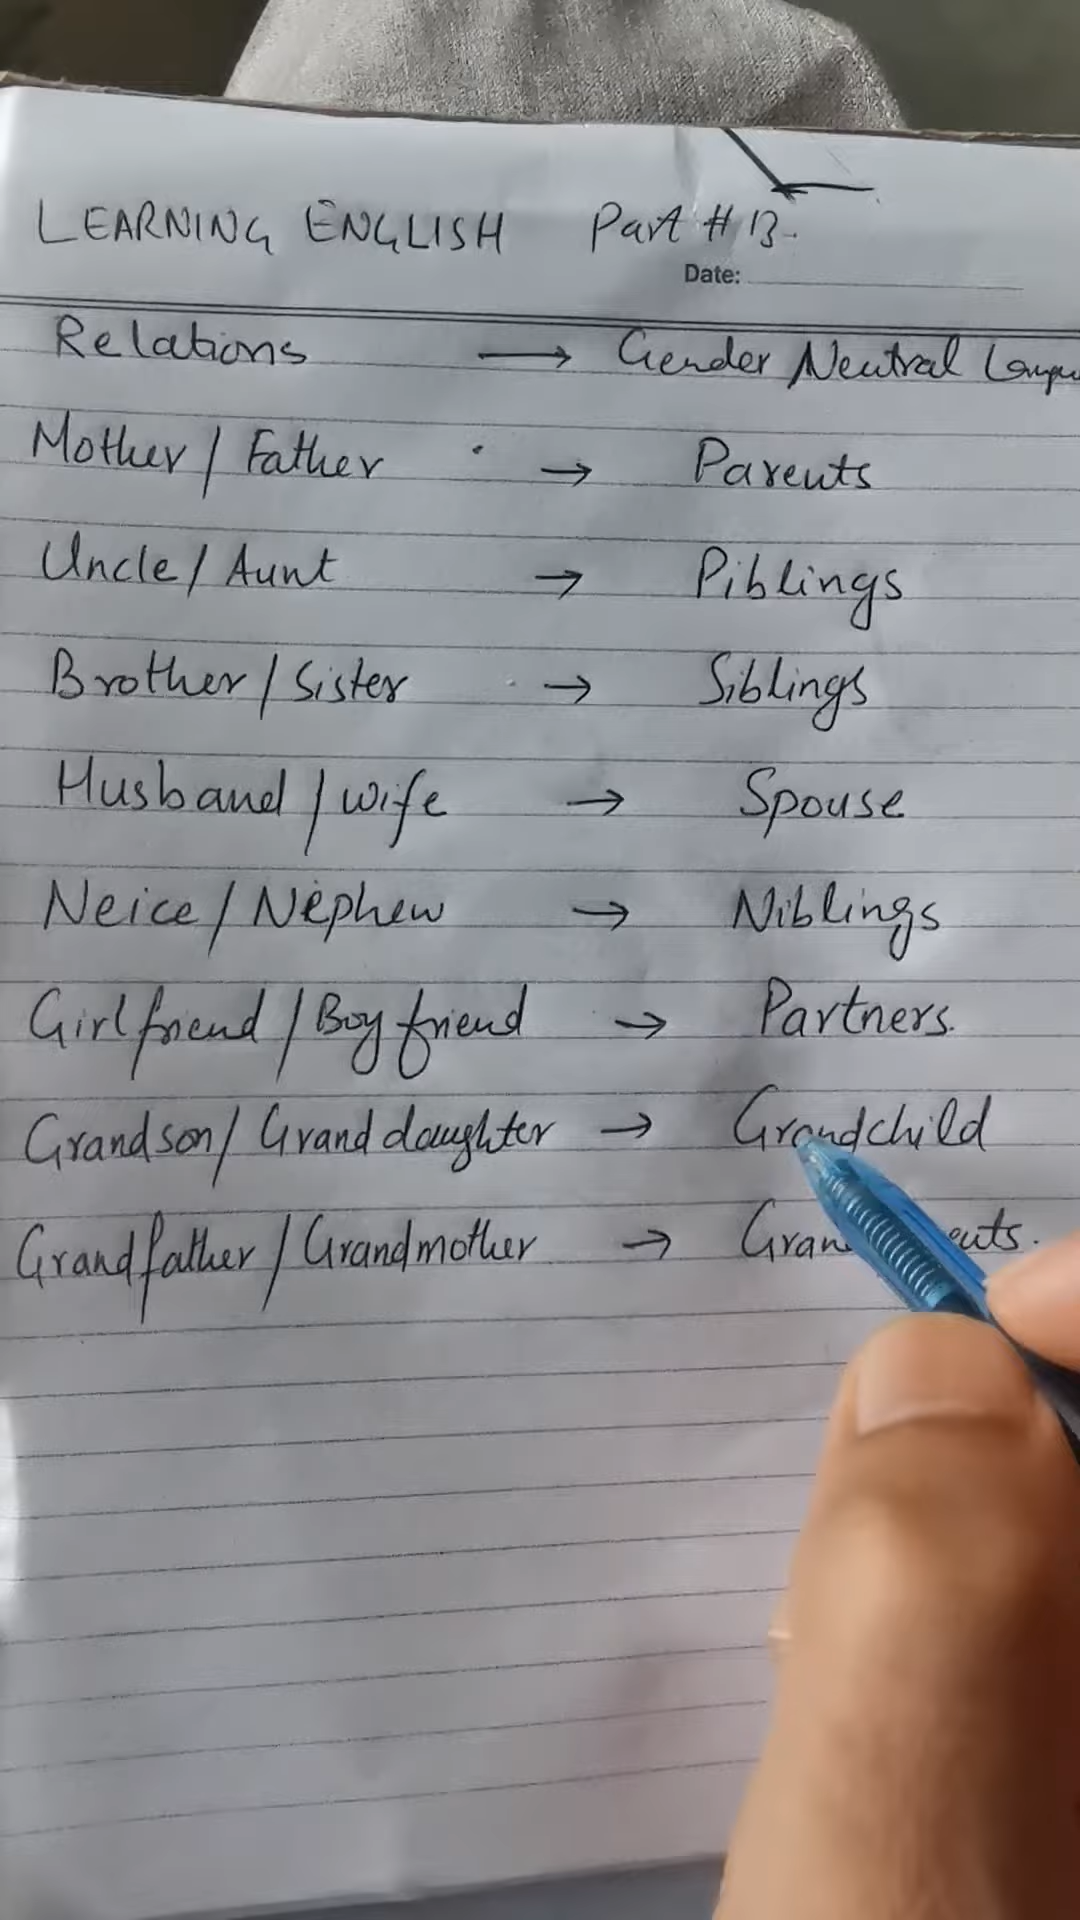 LEARNING ENGLISH Part # 13.
Date:
Relations → Gender Neutral
Mother / Father → Parents
Uncle / Aunt → Piblings
Brother / Sister → Siblings
Husband / wife → Spouse
Neice / Nephew → Niblings
Girlfriend / Boyfriend → Partners.
Grandson / Granddaughter → Grandchild
Grandfather / Grandmother →